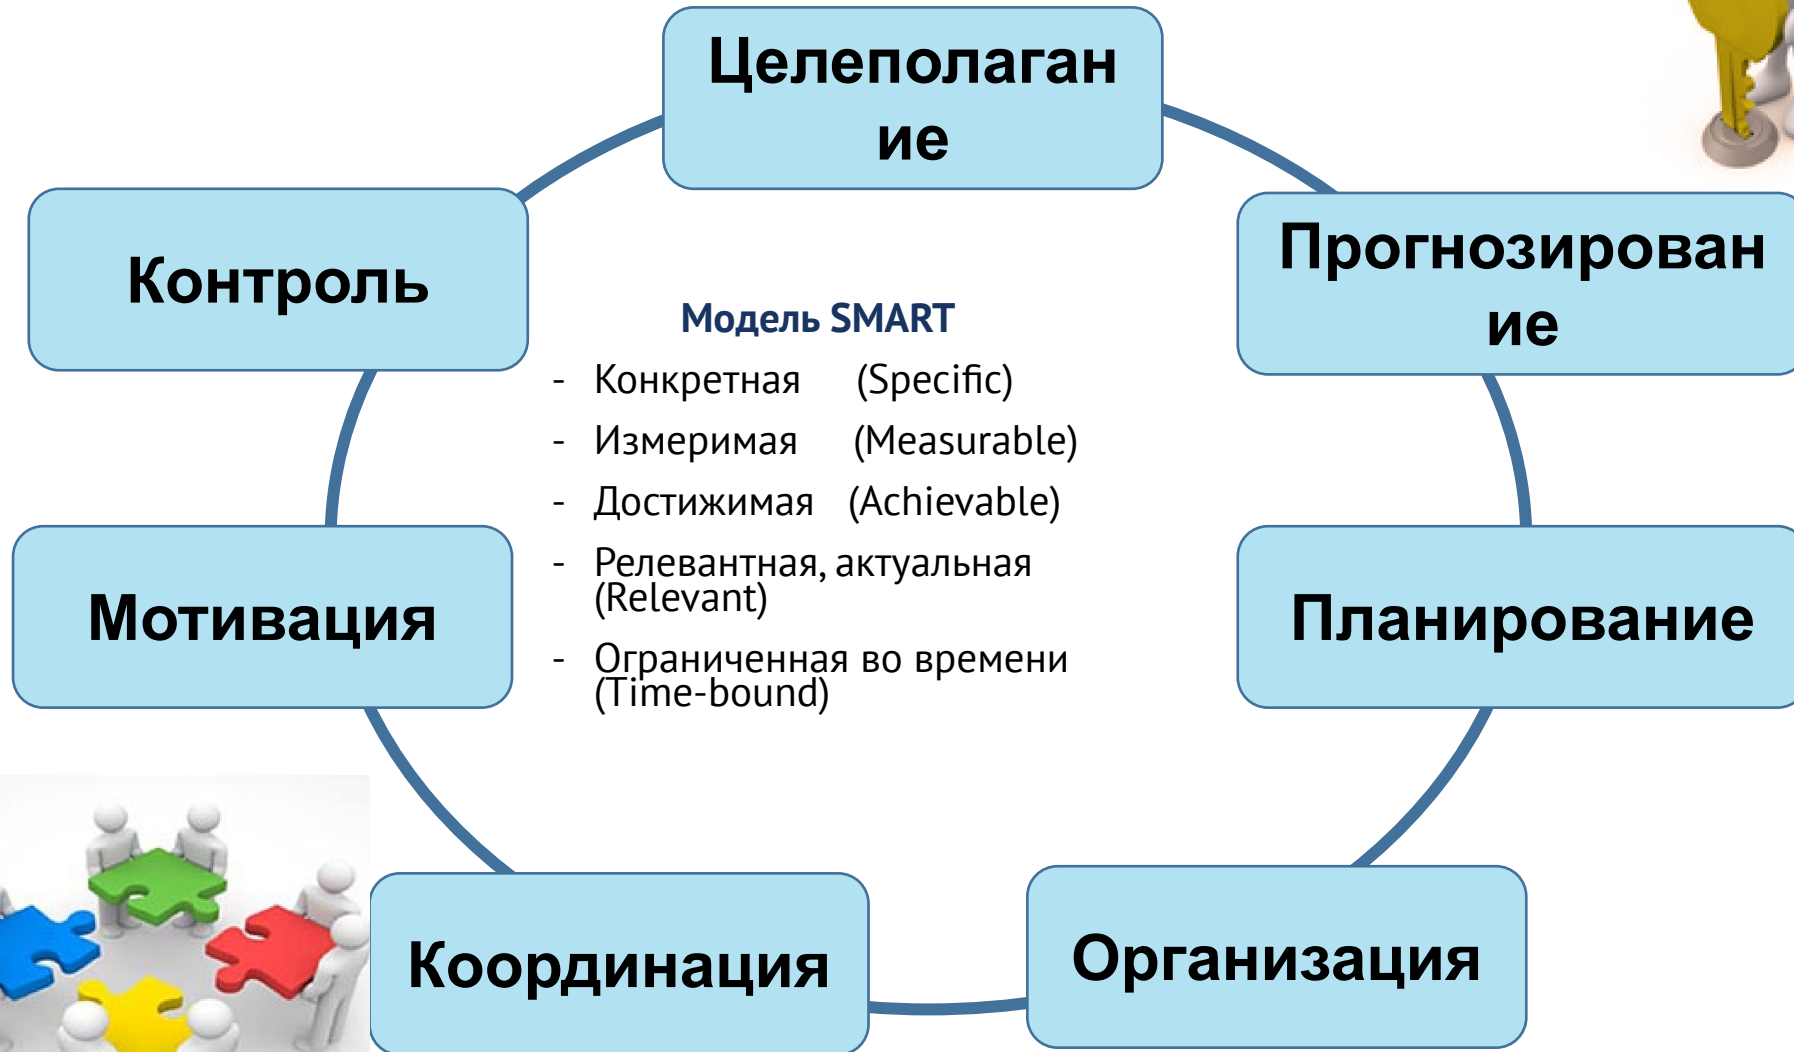 Целеполаган
ие
Прогнозирован
ие
Планирование
Организация
Координация
Мотивация
Контроль
Модель SMART
- Конкретная (Specific)
- Измеримая (Measurable)
- Достижимая (Achievable)
- Релевантная, актуальная
(Relevant)
- Ограниченная во времени
(Time-bound)